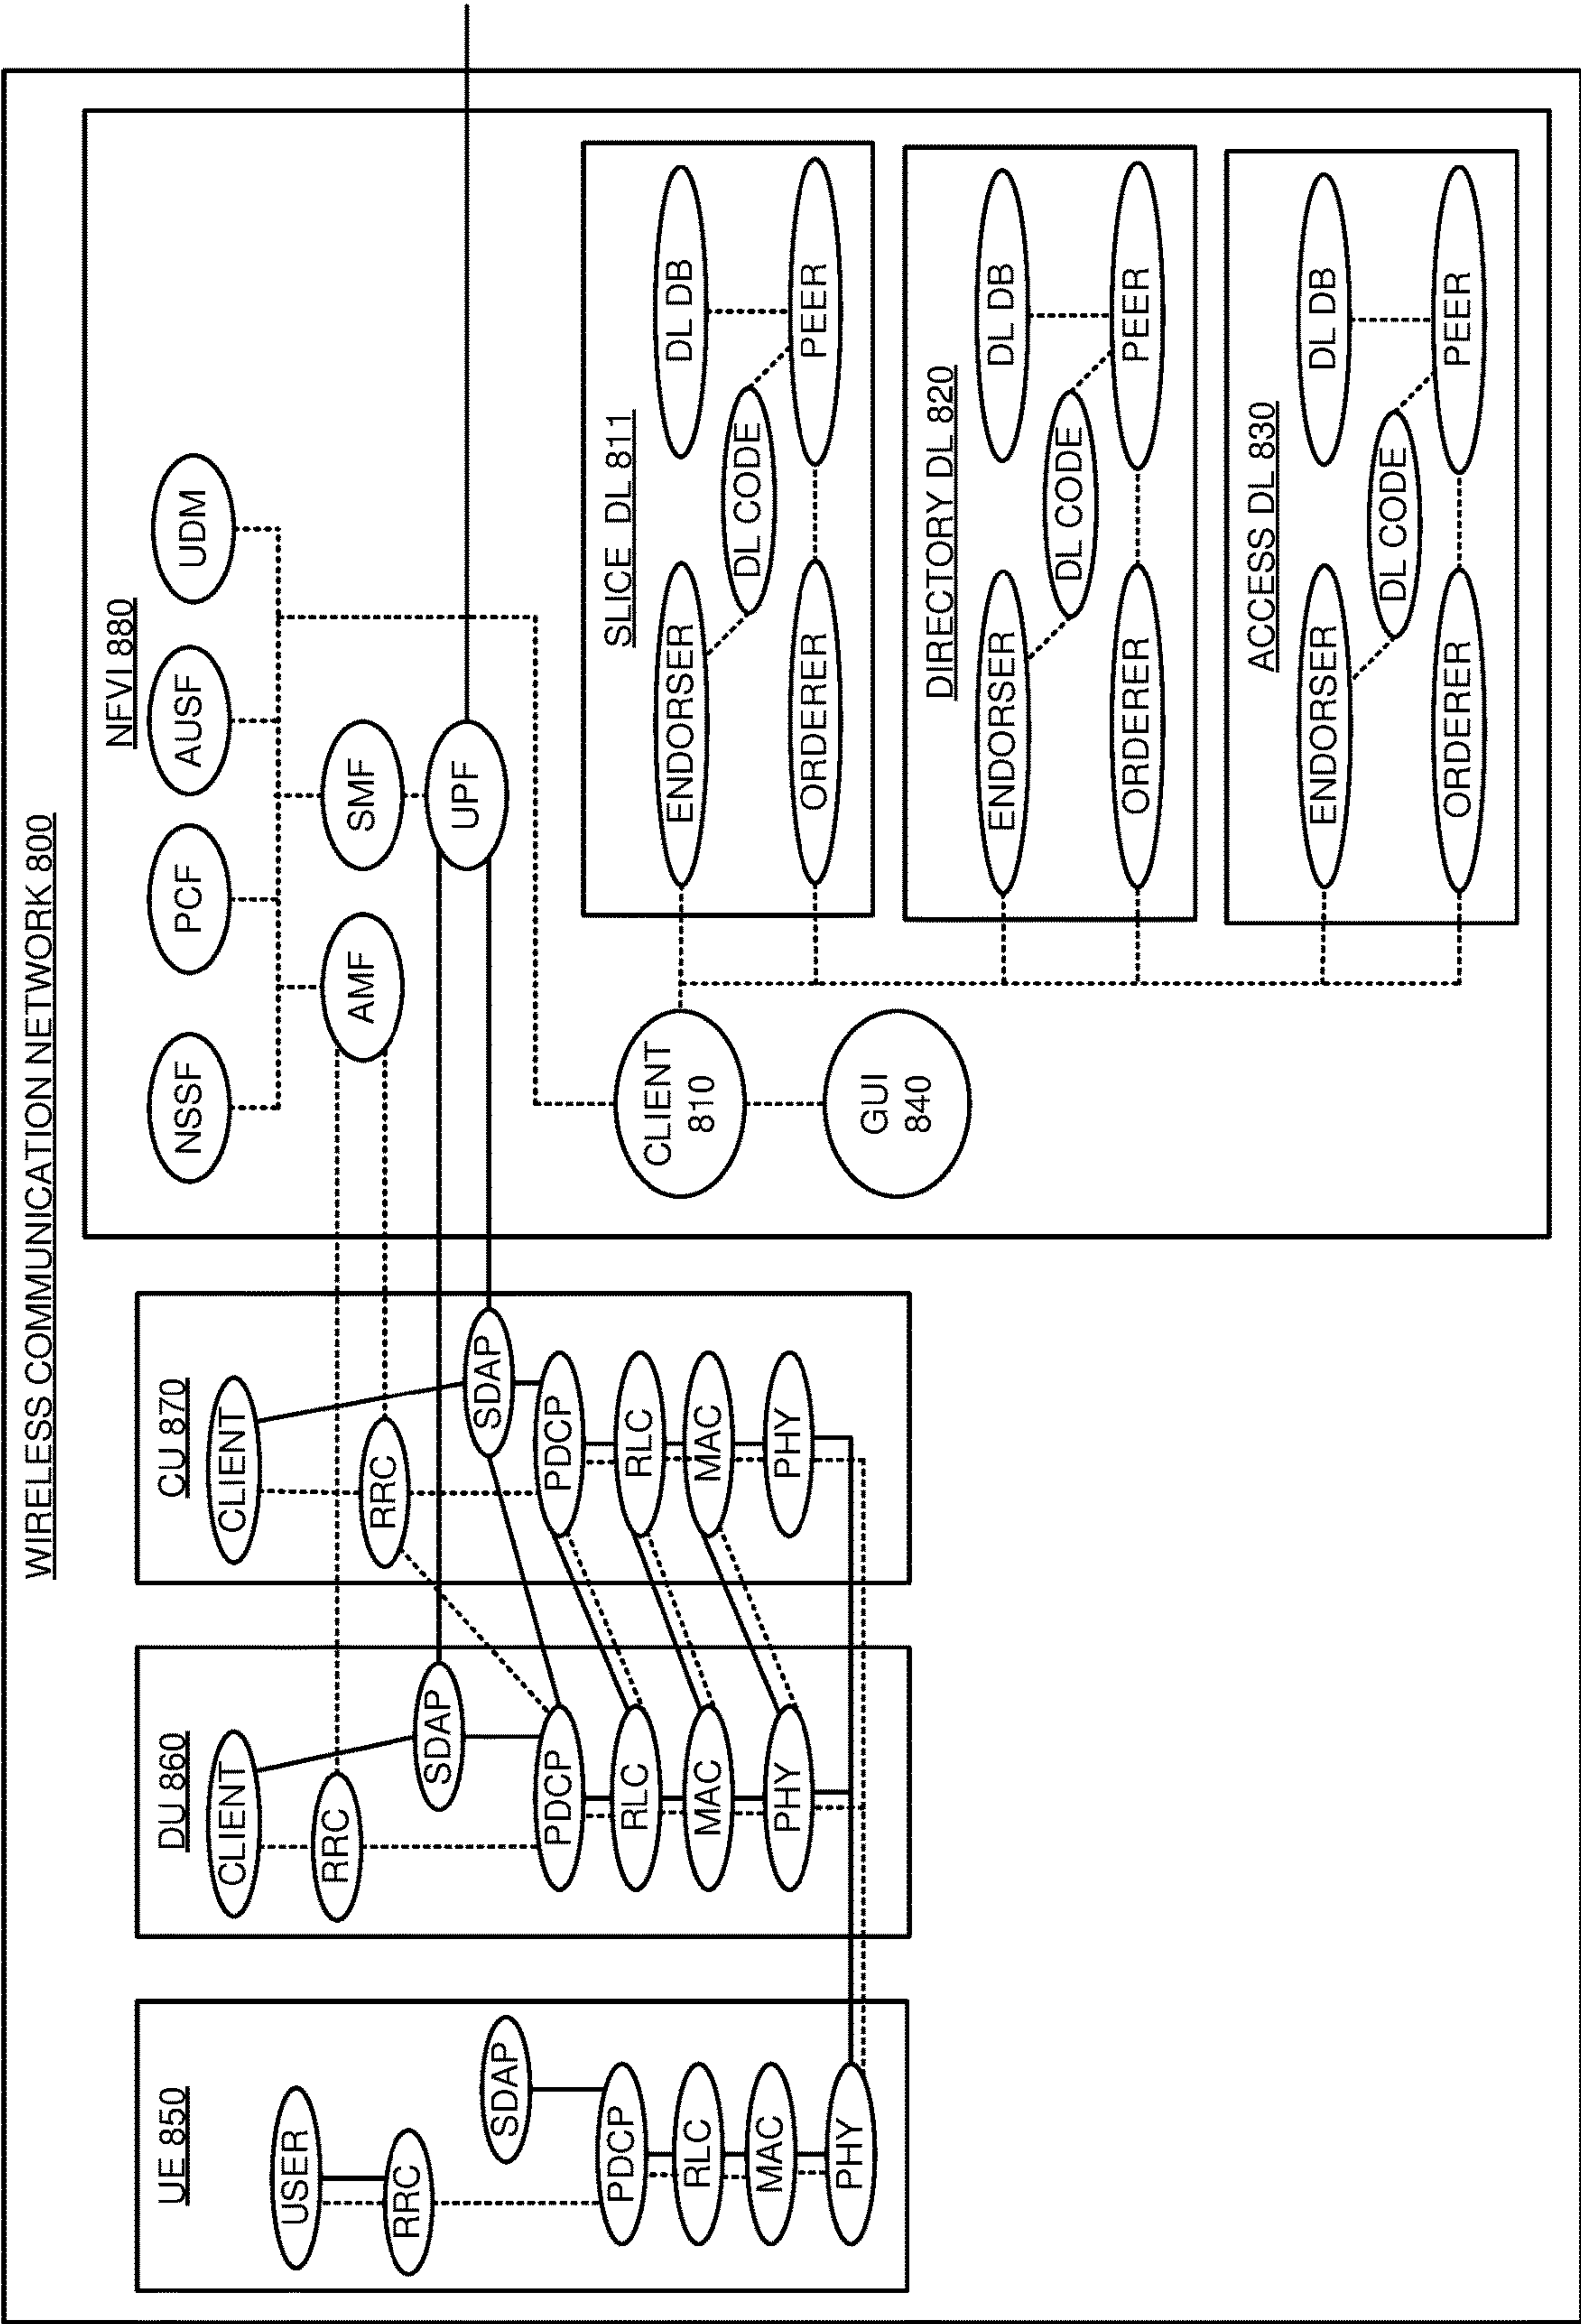 WIRELESS COMMUNICATION NETWORK 800
UE 850
USER
RRC
SDAP
PDCP
RLC
MAC
PHY
DU 860
CLIENT
RRC
SDAP
PDCP
RLC
MAC
PHY
CU 870
CLIENT
RRC
SDAP
PDCP
RLC
MAC
PHY
NFVI 880
NSSF
PCF
AUSF
UDM
AMF
SMF
UPF
CLIENT
810
GUI
840
SLICE DL 811
ENDORSER
DL DB
DL CODE
ORDERER
PEER
DIRECTORY DL 820
ENDORSER
DL DB
DL CODE
ORDERER
PEER
ACCESS DL 830
ENDORSER
DL DB
DL CODE
ORDERER
PEER